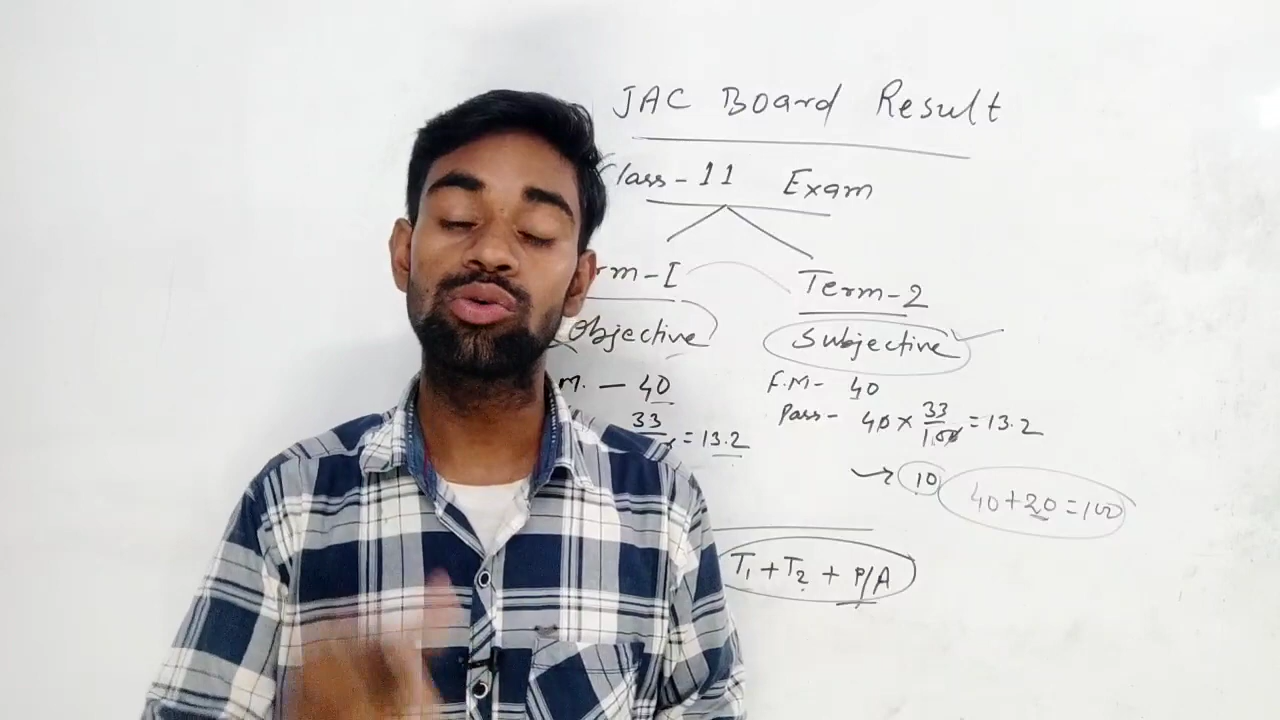 JAC Board Result
Class-11 Exam
rm-I
Term-2
Objective
Subjective
M. — 40
F.M- 40
33
= 13.2
Pass- 40 × 33/100 = 13.2
→ 10
40+20=100
T1 + T2 + P/A